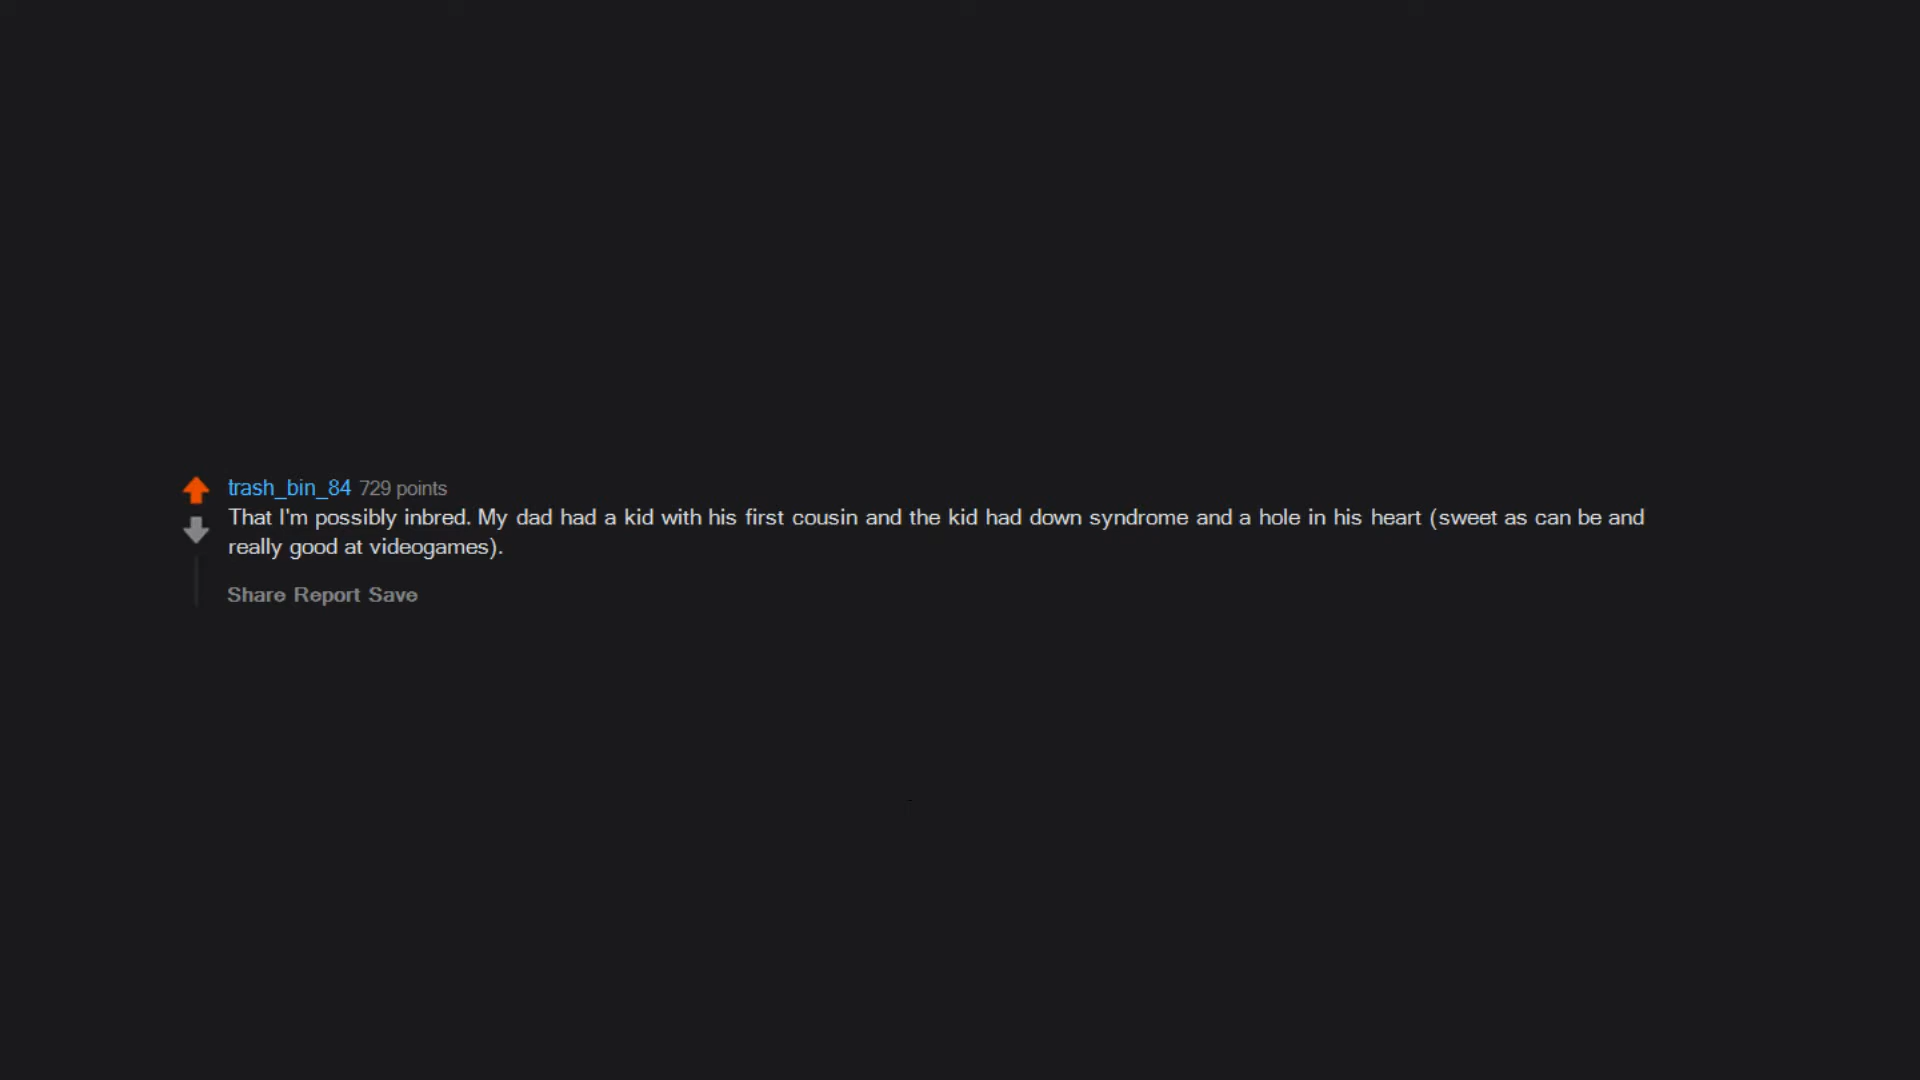 trash_bin_84 729 points
That I'm possibly inbred. My dad had a kid with his first cousin and the kid had down syndrome and a hole in his heart (sweet as can be and
really good at videogames).
Share Report Save